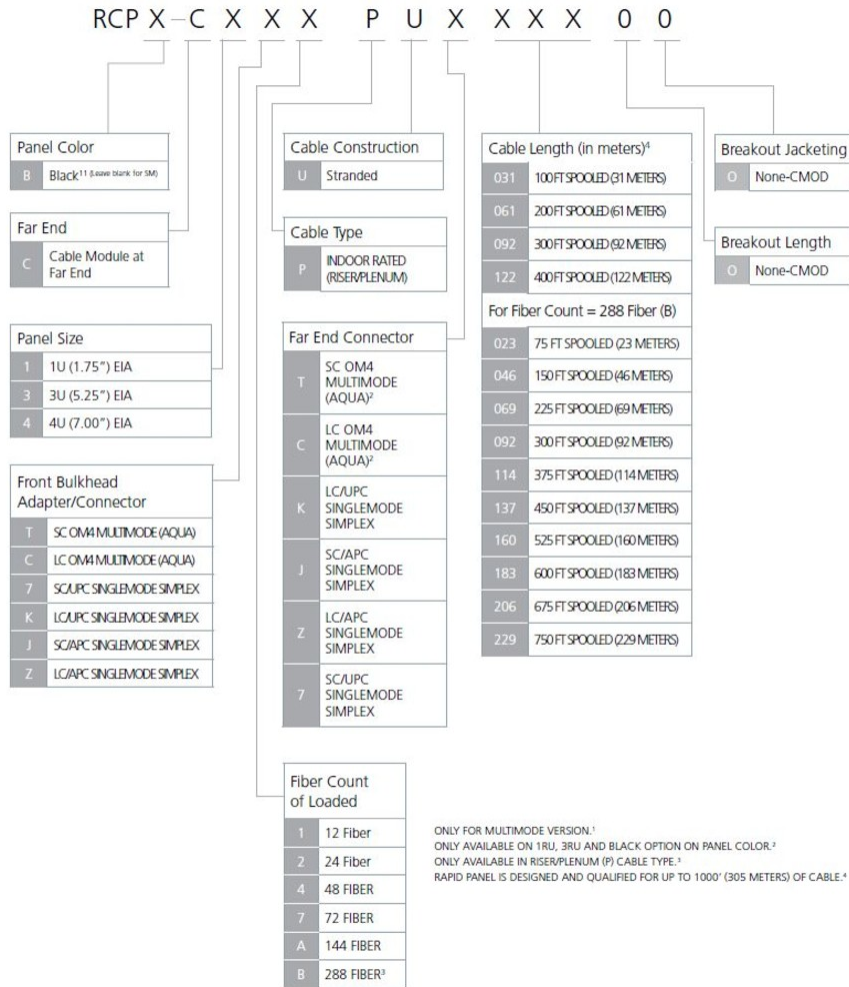 RCP X - C X X X P U X X X X 0 0
Panel Color
B Black¹¹ (Leave blank for SM)
Far End
C Cable Module at
Far End
Panel Size
1 1U (1.75”) EIA
3 3U (5.25”) EIA
4 4U (7.00”) EIA
Front Bulkhead
Adapter/Connector
T SC OM4 MULTIMODE (AQUA)
C LC OM4 MULTIMODE (AQUA)
7 SC/UPC SINGLEMODE SIMPLEX
K LC/UPC SINGLEMODE SIMPLEX
J SC/APC SINGLEMODE SIMPLEX
Z LC/APC SINGLEMODE SIMPLEX
Cable Construction
U Stranded
Cable Type
P INDOOR RATED
(RISER/PLENUM)
Far End Connector
T SC OM4
MULTIMODE
(AQUA)²
C LC OM4
MULTIMODE
(AQUA)²
K LC/UPC
SINGLEMODE
SIMPLEX
J SC/APC
SINGLEMODE
SIMPLEX
Z LC/APC
SINGLEMODE
SIMPLEX
7 SC/UPC
SINGLEMODE
SIMPLEX
Fiber Count
of Loaded
1 12 Fiber
2 24 Fiber
4 48 FIBER
7 72 FIBER
A 144 FIBER
B 288 FIBER³
Cable Length (in meters)⁴
031 100 FT SPOOLED (31 METERS)
061 200 FT SPOOLED (61 METERS)
092 300 FT SPOOLED (92 METERS)
122 400 FT SPOOLED (122 METERS)
For Fiber Count = 288 Fiber (B)
023 75 FT SPOOLED (23 METERS)
046 150 FT SPOOLED (46 METERS)
069 225 FT SPOOLED (69 METERS)
092 300 FT SPOOLED (92 METERS)
114 375 FT SPOOLED (114 METERS)
137 450 FT SPOOLED (137 METERS)
160 525 FT SPOOLED (160 METERS)
183 600 FT SPOOLED (183 METERS)
206 675 FT SPOOLED (206 METERS)
229 750 FT SPOOLED (229 METERS)
Breakout Jacketing
O None-CMOD
Breakout Length
O None-CMOD
ONLY FOR MULTIMODE VERSION.¹
ONLY AVAILABLE ON 1RU, 3RU AND BLACK OPTION ON PANEL COLOR.²
ONLY AVAILABLE IN RISER/PLENUM (P) CABLE TYPE.³
RAPID PANEL IS DESIGNED AND QUALIFIED FOR UP TO 1000’ (305 METERS) OF CABLE.⁴